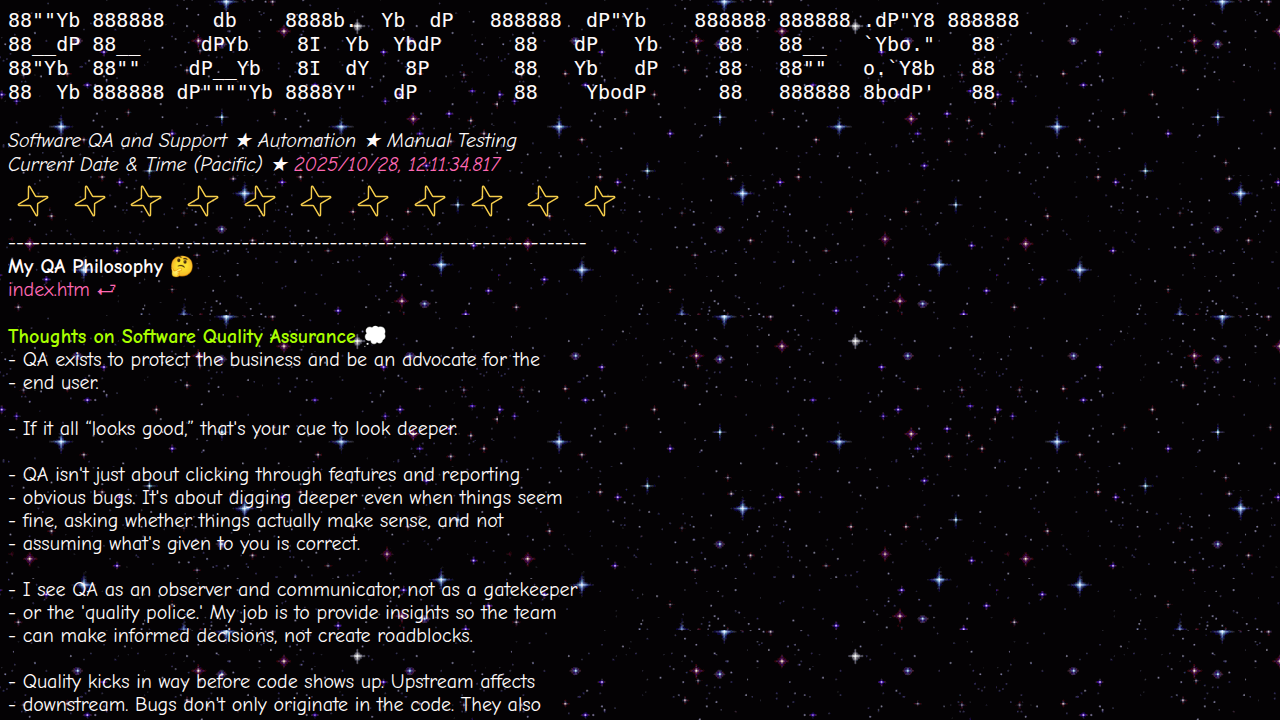 88""Yb 888888    db    8888b.  Yb  dP   888888  dP"Yb    888888 888888 .dP"Y8 888888
88__dP 88__     dPYb    8I  Yb  YbdP      88   dP   Yb     88   88__   `Ybo."   88
88"Yb  88""    dP__Yb   8I  dY   8P       88   Yb   dP     88   88""   o.`Y8b   88
88  Yb 888888 dP""""Yb 8888Y"   dP        88    YbodP      88   888888 8bodP'   88
Software QA and Support ★ Automation ★ Manual Testing
Current Date & Time (Pacific) ★ 2025/10/28, 12:11:34.817
-------------------------------------------------------------------------
My QA Philosophy 🤔
index.htm ⮐
Thoughts on Software Quality Assurance 💭
- QA exists to protect the business and be an advocate for the
- end user.
- If it all “looks good,” that's your cue to look deeper.
- QA isn't just about clicking through features and reporting
- obvious bugs. It's about digging deeper even when things seem
- fine, asking whether things actually make sense, and not
- assuming what's given to you is correct.
- I see QA as an observer and communicator, not as a gatekeeper
- or the 'quality police.' My job is to provide insights so the team
- can make informed decisions, not create roadblocks.
- Quality kicks in way before code shows up. Upstream affects
- downstream. Bugs don't only originate in the code. They also